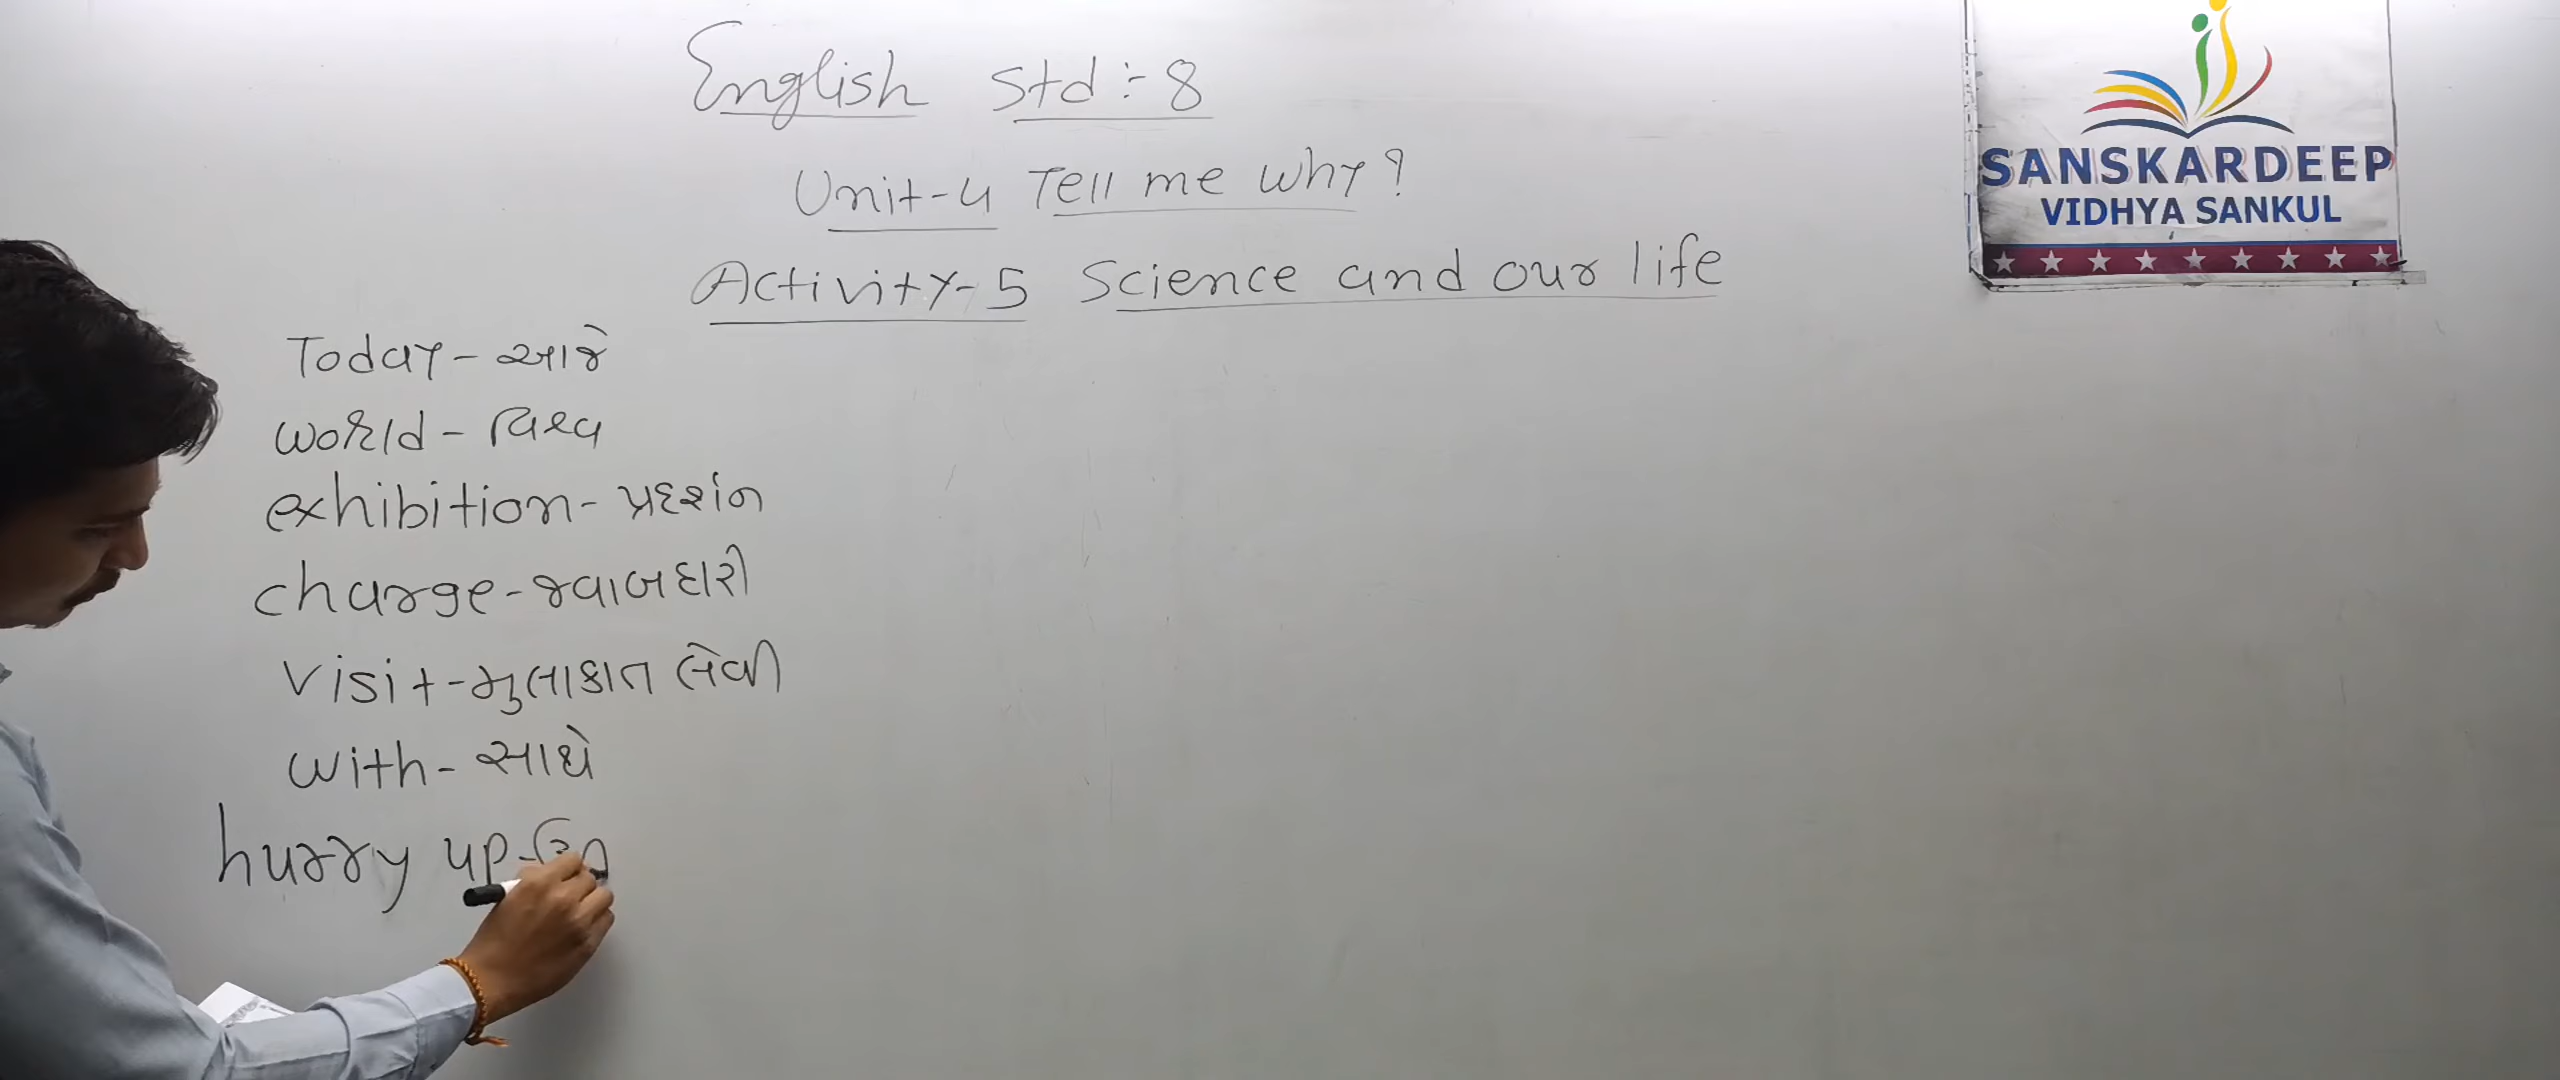 English Std :- 8
Unit-4 Tell me why?
Activity-5 Science and our life
SANSKARDEEP
VIDHYA SANKUL
Today - આજે
world - વિશ્વ
exhibition - પ્રદર્શન
charge - જવાબદારી
visit - મુલાકાત લેવી
with - સાથે
hurry up -